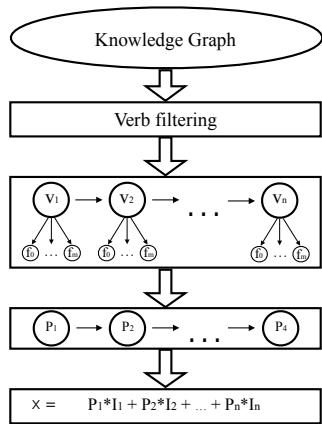 Knowledge Graph
Verb filtering
V1 V2 ... Vn
f0 ... fm f0 ... fm f0 ... fm
P1 P2 ... P4
x = P1*I1 + P2*I2 + ... + Pn*In